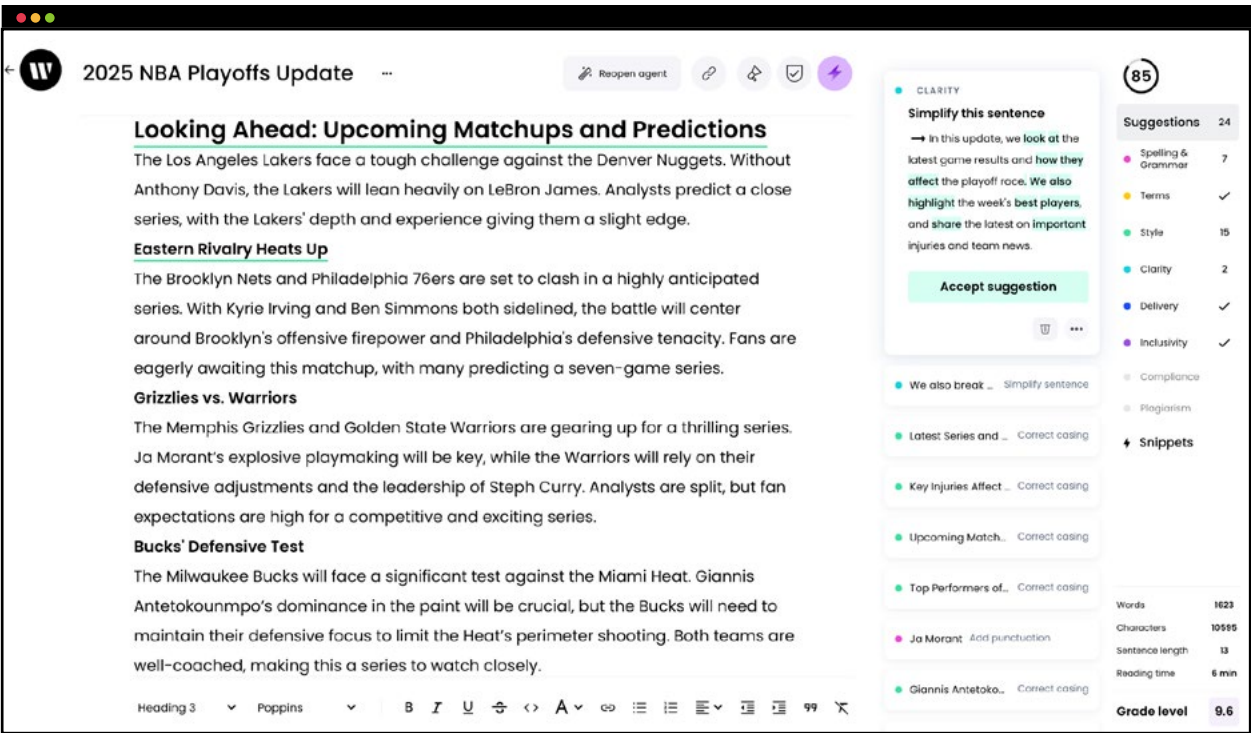 W
2025 NBA Playoffs Update ...
Reopen agent
Looking Ahead: Upcoming Matchups and Predictions
The Los Angeles Lakers face a tough challenge against the Denver Nuggets. Without
Anthony Davis, the Lakers will lean heavily on LeBron James. Analysts predict a close
series, with the Lakers' depth and experience giving them a slight edge.
Eastern Rivalry Heats Up
The Brooklyn Nets and Philadelphia 76ers are set to clash in a highly anticipated
series. With Kyrie Irving and Ben Simmons both sidelined, the battle will center
around Brooklyn's offensive firepower and Philadelphia's defensive tenacity. Fans are
eagerly awaiting this matchup, with many predicting a seven-game series.
Grizzlies vs. Warriors
The Memphis Grizzlies and Golden State Warriors are gearing up for a thrilling series.
Ja Morant’s explosive playmaking will be key, while the Warriors will rely on their
defensive adjustments and the leadership of Steph Curry. Analysts are split, but fan
expectations are high for a competitive and exciting series.
Bucks' Defensive Test
The Milwaukee Bucks will face a significant test against the Miami Heat. Giannis
Antetokounmpo’s dominance in the paint will be crucial, but the Bucks will need to
maintain their defensive focus to limit the Heat’s perimeter shooting. Both teams are
well-coached, making this a series to watch closely.
Heading 3
Poppins
B I U S <> A
CLARITY
Simplify this sentence
→ In this update, we look at the
latest game results and how they
affect the playoff race. We also
highlight the week's best players,
and share the latest on important
injuries and team news.
Accept suggestion
We also break ... Simplify sentence
Latest Series and ... Correct casing
Key Injuries Affect ... Correct casing
Upcoming Match... Correct casing
Top Performers of... Correct casing
Ja Morant Add punctuation
Giannis Antetoko... Correct casing
85
Suggestions 24
Spelling &
Grammar 7
Terms
Style 15
Clarity 2
Delivery
Inclusivity
Compliance
Plagiarism
Snippets
Words 1623
Characters 10595
Sentence length 13
Reading time 6 min
Grade level 9.6